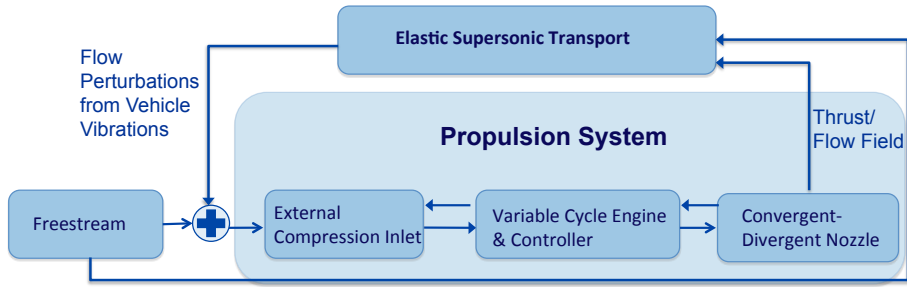 Elastic Supersonic Transport
Flow
Perturbations
from Vehicle
Vibrations
Propulsion System
Thrust/
Flow Field
Freestream
External
Compression Inlet
Variable Cycle Engine
& Controller
Convergent-
Divergent Nozzle